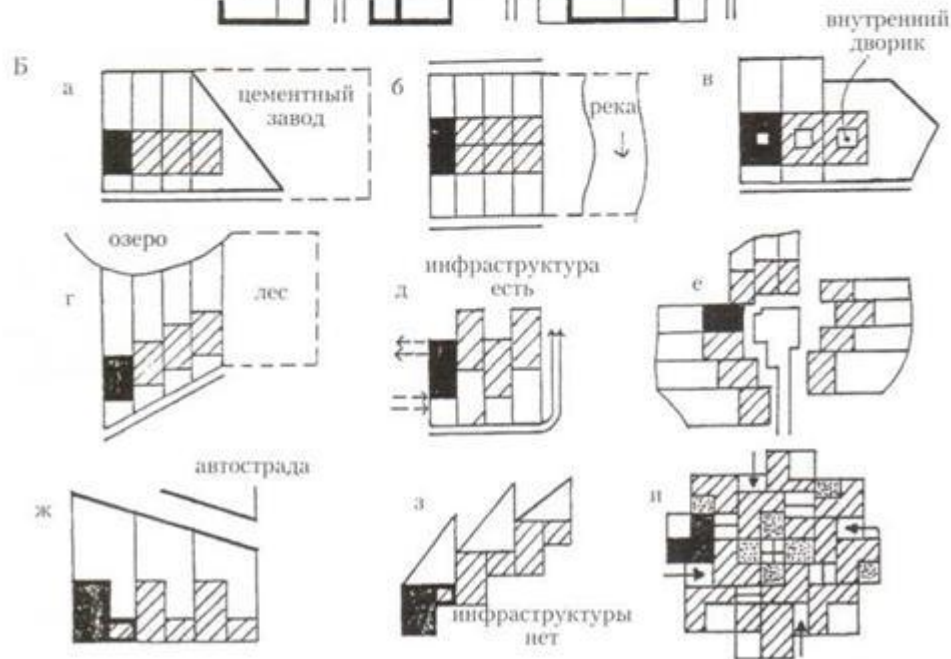 внутренний
дворик
Б
а
цементный
завод
б
река
в
г
озеро
лес
д
инфраструктура
есть
е
ж
автострада
з
инфраструктуры
нет
и